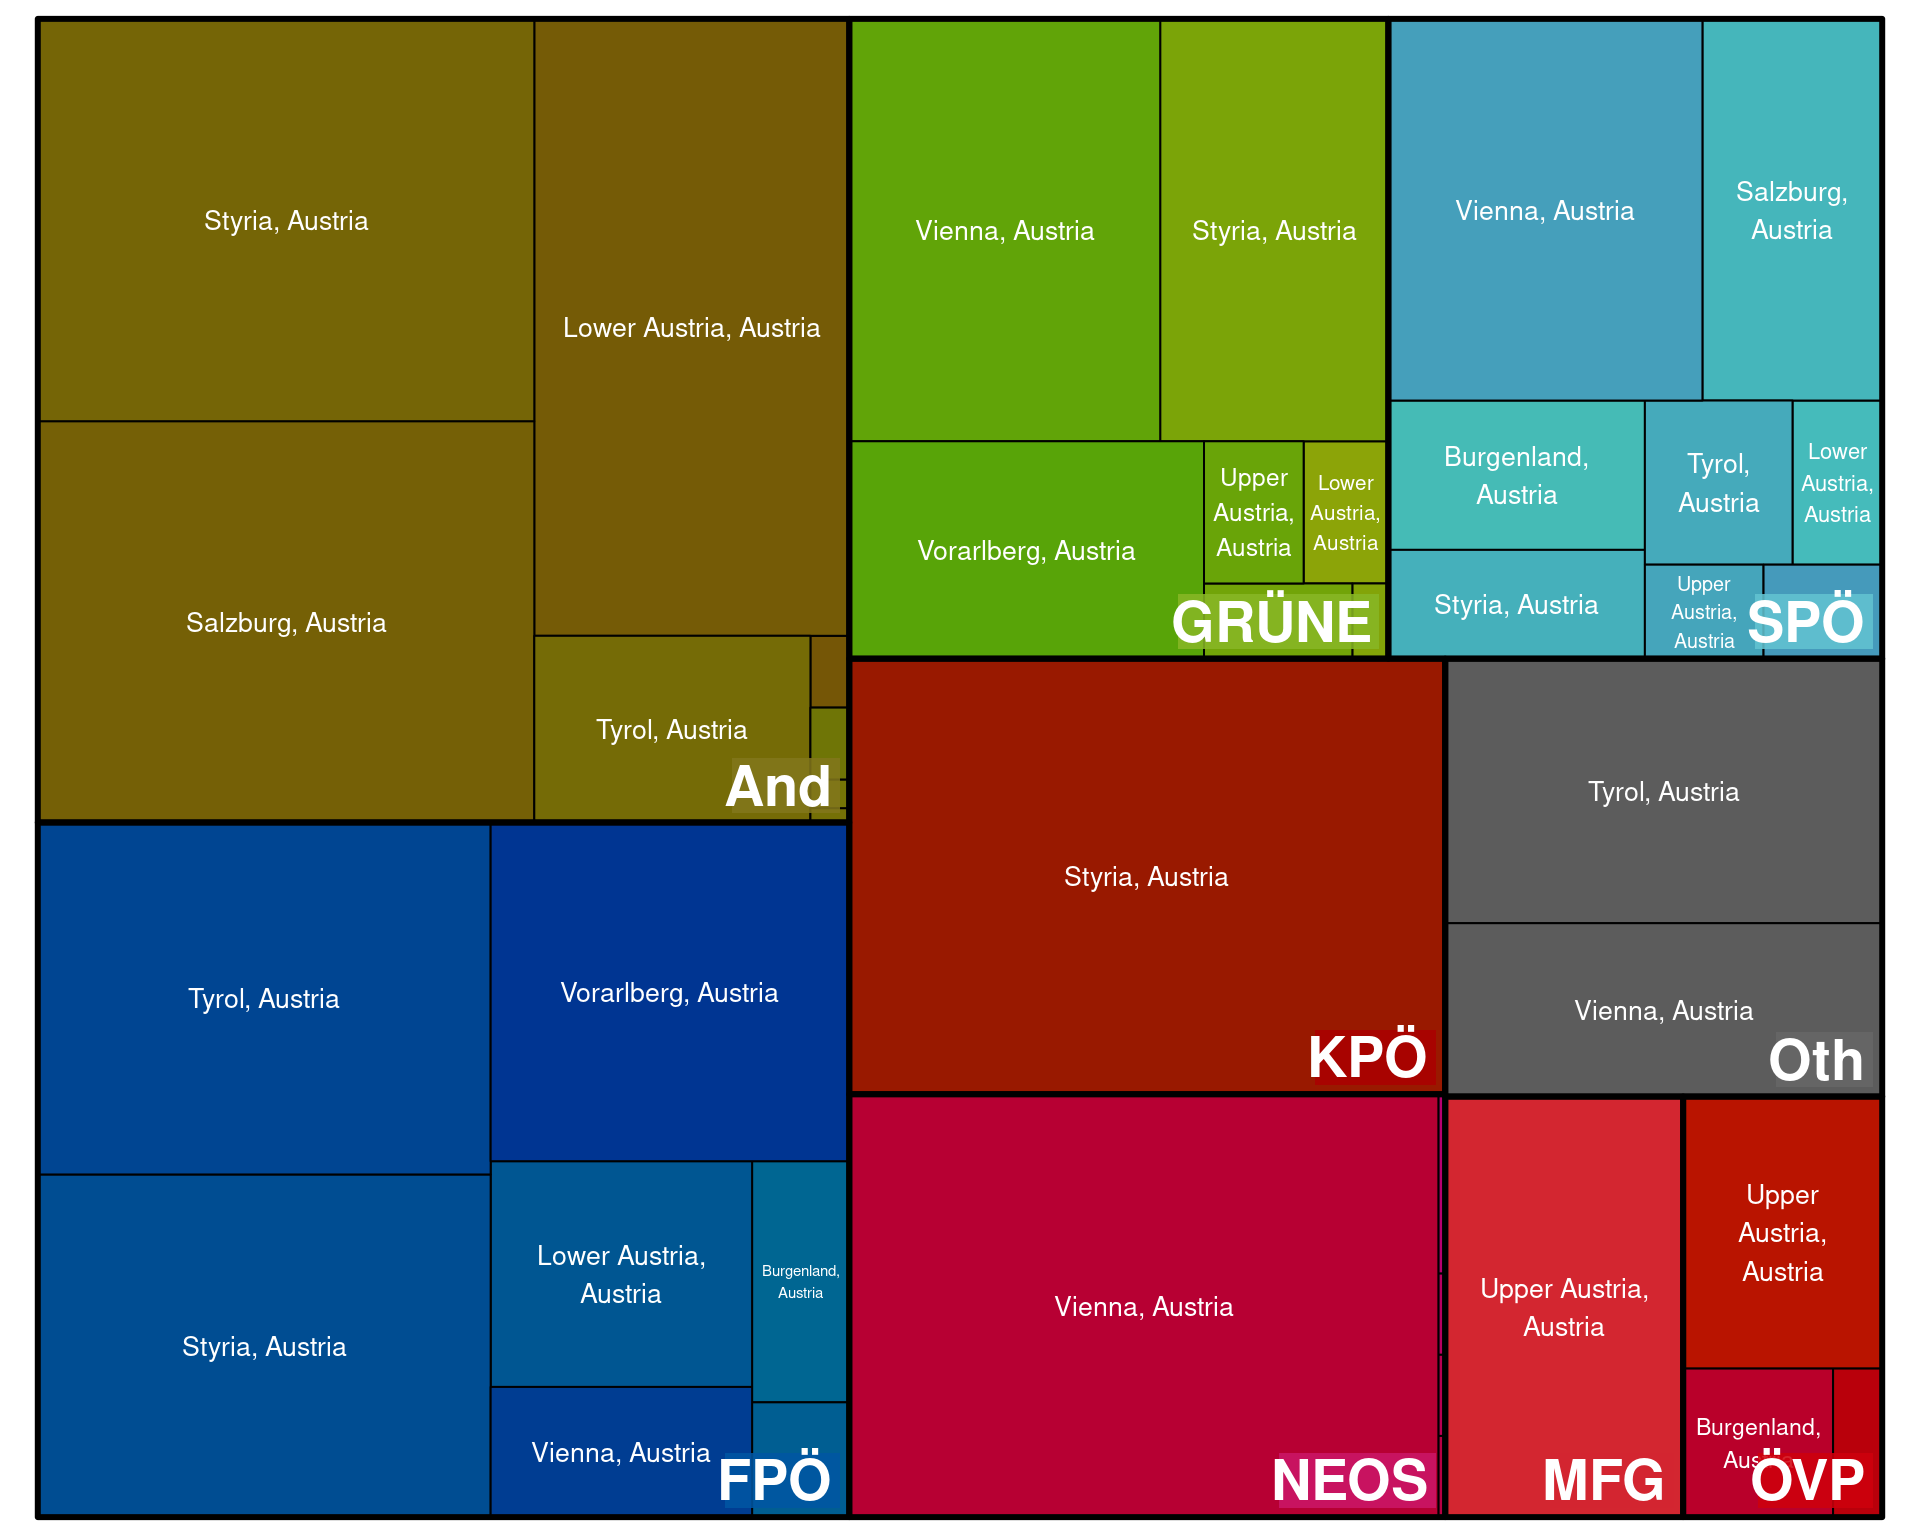 Styria, Austria
Lower Austria, Austria
Salzburg, Austria
Tyrol, Austria
And
Vienna, Austria
Styria, Austria
Vorarlberg, Austria
Upper
Austria,
Austria
Lower
Austria,
Austria
GRÜNE
Vienna, Austria
Salzburg,
Austria
Burgenland,
Austria
Tyrol,
Austria
Lower
Austria,
Austria
Styria, Austria
Upper
Austria,
Austria
SPÖ
Tyrol, Austria
Vorarlberg, Austria
Styria, Austria
Lower Austria,
Austria
Burgenland,
Austria
Vienna, Austria
FPÖ
Styria, Austria
KPÖ
Tyrol, Austria
Vienna, Austria
Oth
Vienna, Austria
NEOS
Upper Austria,
Austria
MFG
Upper
Austria,
Austria
Burgenland,
ÖVP